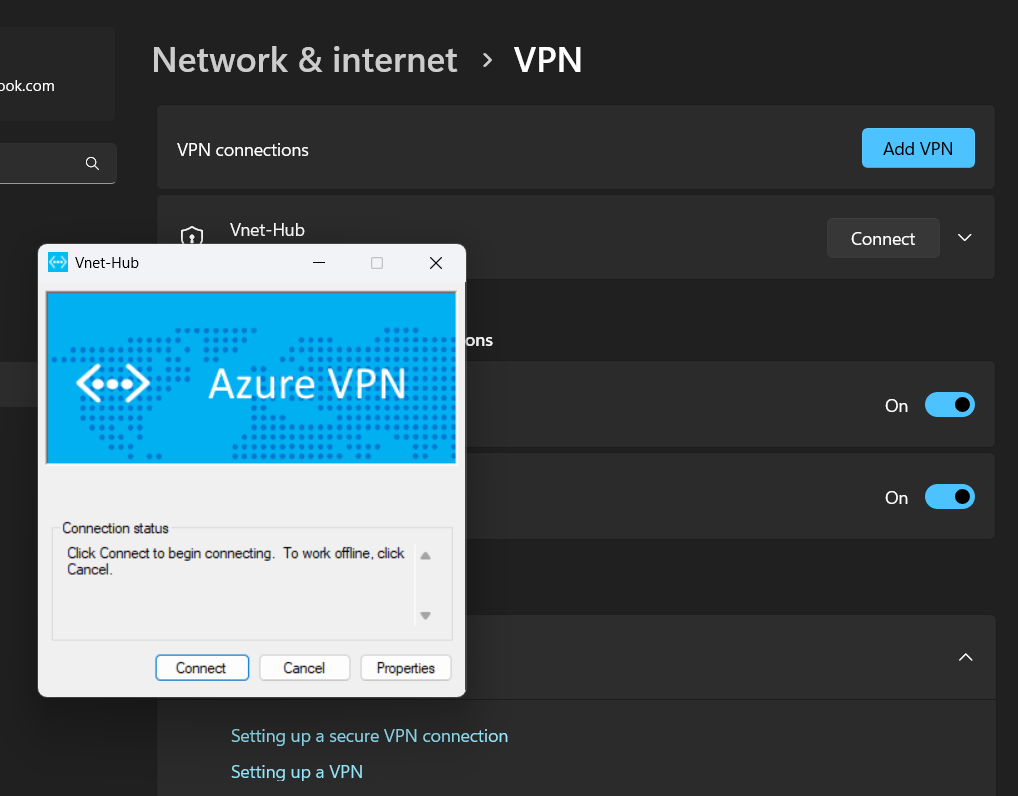 Network & internet > VPN
ook.com
VPN connections
Add VPN
Vnet-Hub
Connect
Vnet-Hub
Azure VPN
ons
On
On
Connection status
Click Connect to begin connecting. To work offline, click
Cancel.
Connect
Cancel
Properties
Setting up a secure VPN connection
Setting up a VPN